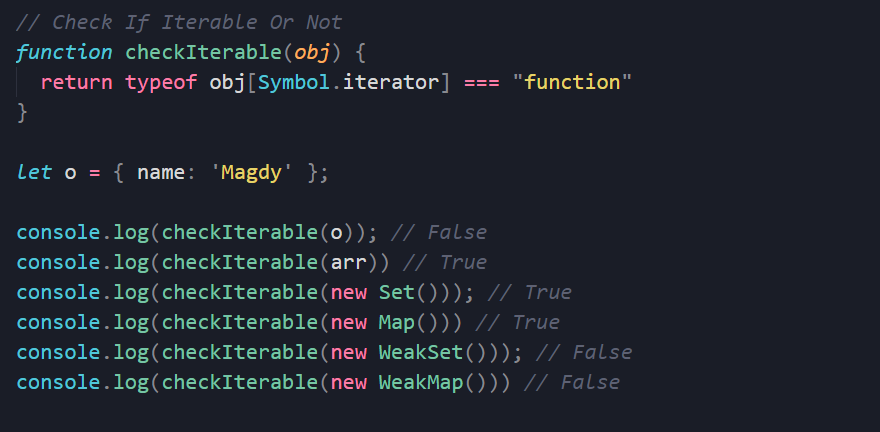 // Check If Iterable Or Not
function checkIterable(obj) {
  return typeof obj[Symbol.iterator] === "function"
}

let o = { name: 'Magdy' };

console.log(checkIterable(o)); // False
console.log(checkIterable(arr)) // True
console.log(checkIterable(new Set())); // True
console.log(checkIterable(new Map())) // True
console.log(checkIterable(new WeakSet())); // False
console.log(checkIterable(new WeakMap())) // False